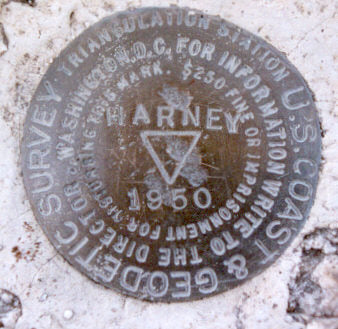 TRIANGULATION STATION
U.S. COAST & GEODETIC SURVEY
WASHINGTON, D.C. FOR INFORMATION WRITE TO THE DIRECTOR
$250 FINE OR IMPRISONMENT FOR DISTURBING THIS MARK.
HARNEY
1950